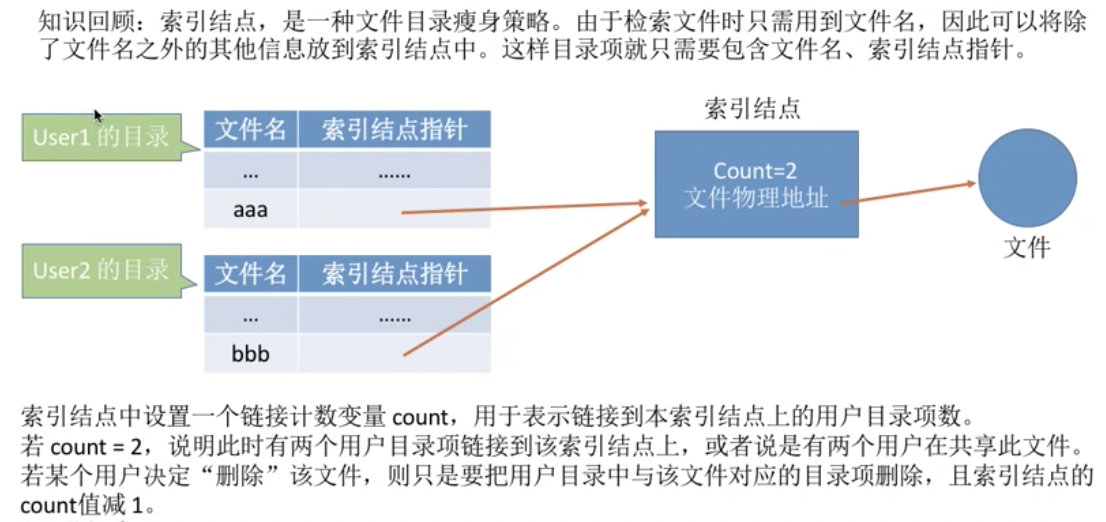 知识回顾：索引结点，是一种文件目录瘦身策略。由于检索文件时只需用到文件名，因此可以将除
了文件名之外的其他信息放到索引结点中。这样目录项就只需要包含文件名、索引结点指针。
User1 的目录
文件名 索引结点指针
... ......
aaa
索引结点
Count=2
文件物理地址
文件
User2 的目录
文件名 索引结点指针
... ......
bbb
索引结点中设置一个链接计数变量 count，用于表示链接到本索引结点上的用户目录项数。
若 count = 2，说明此时有两个用户目录项链接到该索引结点上，或者说是有两个用户在共享此文件。
若某个用户决定“删除”该文件，则只是要把用户目录中与该文件对应的目录项删除，且索引结点的
count值减 1。